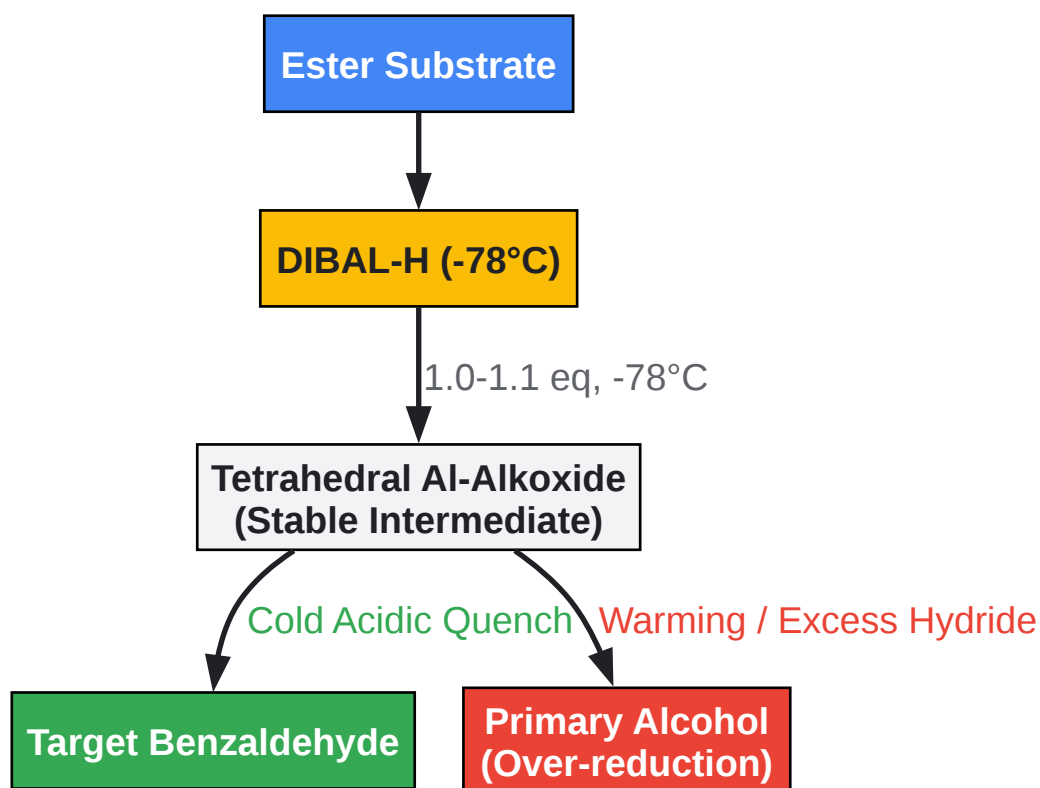 Ester Substrate
DIBAL-H (-78°C)
1.0-1.1 eq, -78°C
Tetrahedral Al-Alkoxide
(Stable Intermediate)
Cold Acidic Quench
Warming / Excess Hydride
Target Benzaldehyde
Primary Alcohol
(Over-reduction)